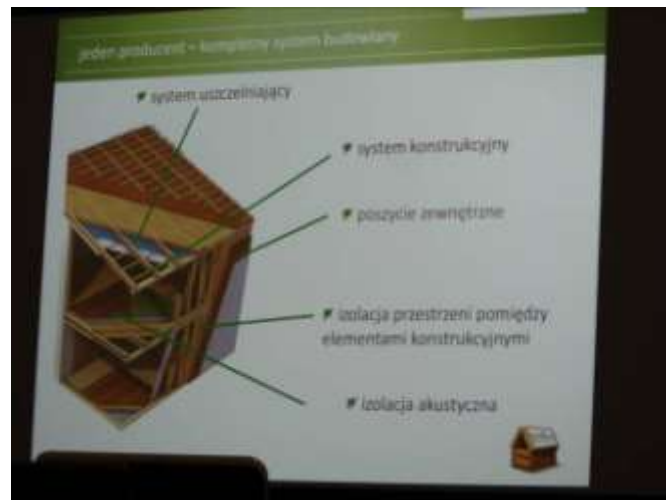 jeden producent – kompletny system budowlany
system uszczelniający
system konstrukcyjny
poszycie zewnętrzne
izolacja przestrzeni pomiędzy
elementami konstrukcyjnymi
izolacja akustyczna